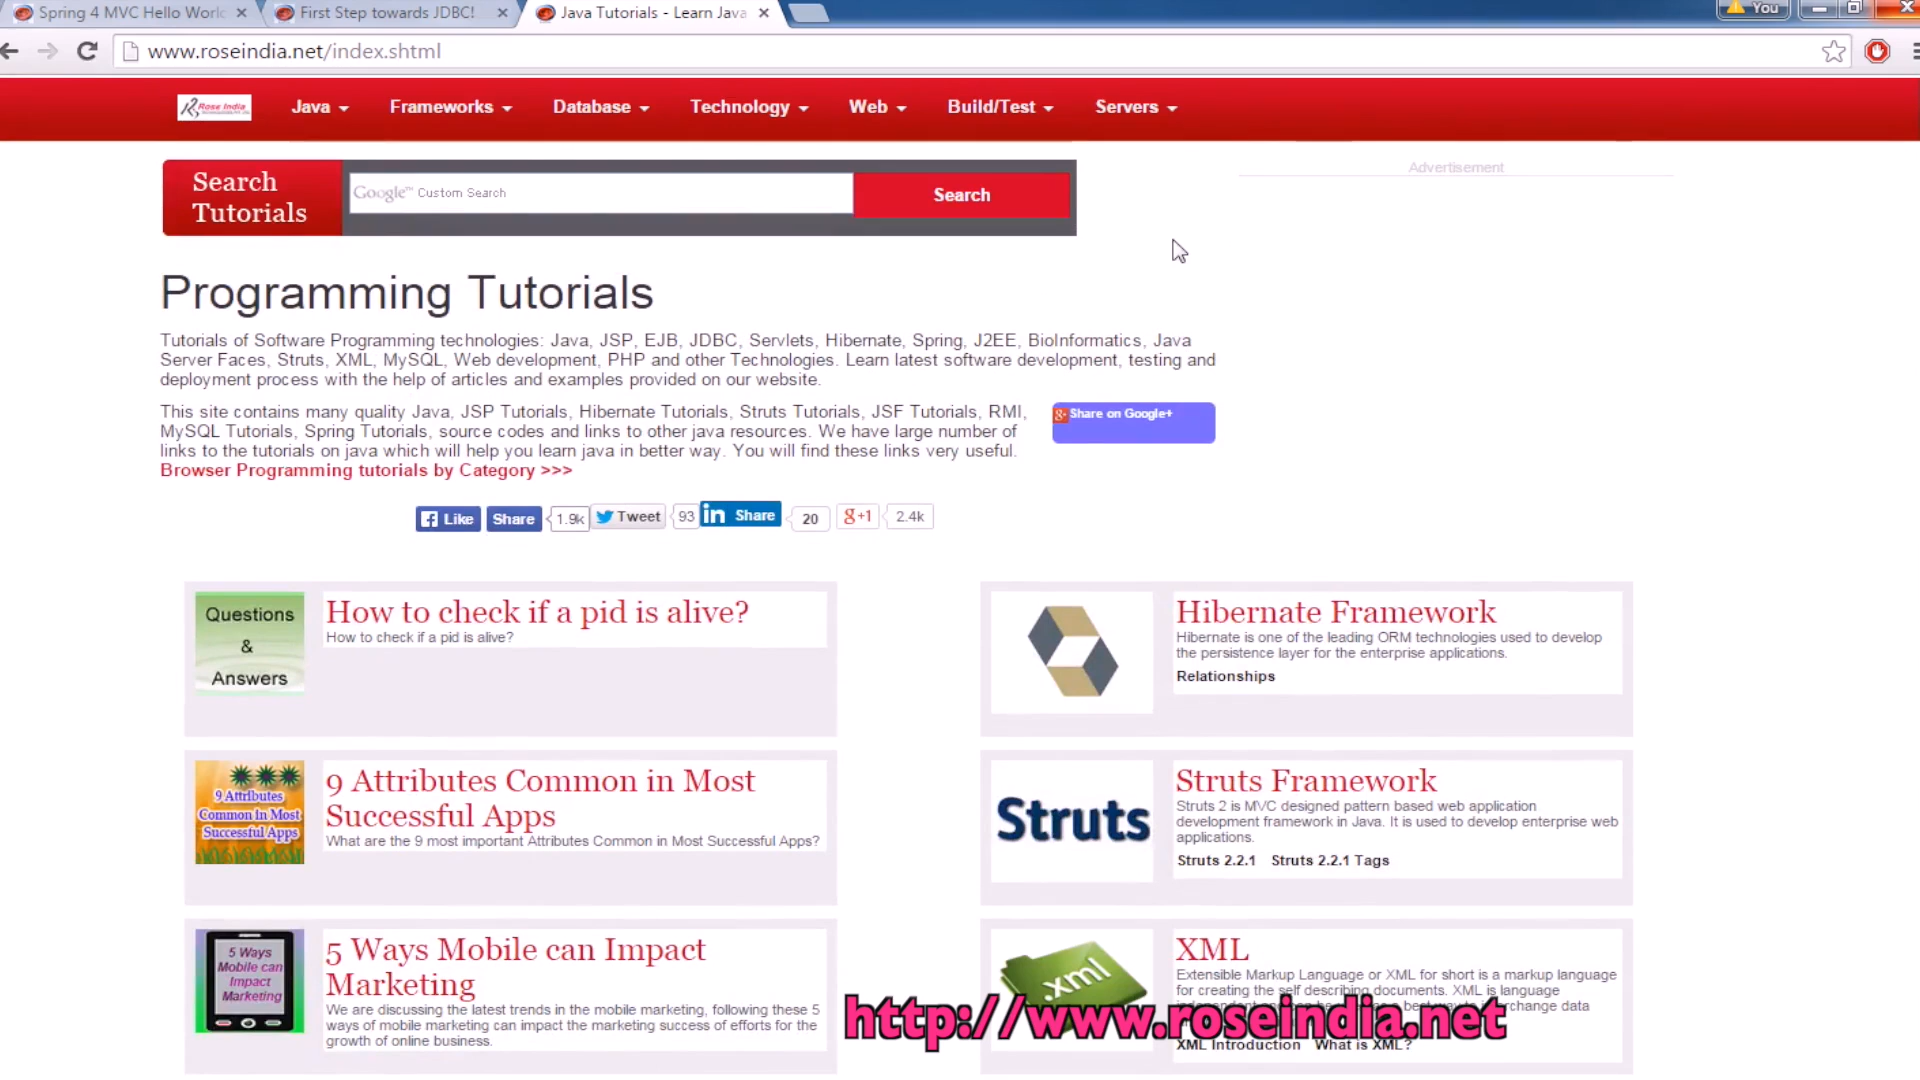 Spring 4 MVC Hello World
First Step towards JDBC!
Java Tutorials - Learn Java
You
www.roseindia.net/index.shtml
Rose India
Java
Frameworks
Database
Technology
Web
Build/Test
Servers
Search
Tutorials
Google™ Custom Search
Search
Advertisement
Programming Tutorials
Tutorials of Software Programming technologies: Java, JSP, EJB, JDBC, Servlets, Hibernate, Spring, J2EE, BioInformatics, Java
Server Faces, Struts, XML, MySQL, Web development, PHP and other Technologies. Learn latest software development, testing and
deployment process with the help of articles and examples provided on our website.
This site contains many quality Java, JSP Tutorials, Hibernate Tutorials, Struts Tutorials, JSF Tutorials, RMI,
MySQL Tutorials, Spring Tutorials, source codes and links to other java resources. We have large number of
links to the tutorials on java which will help you learn java in better way. You will find these links very useful.
Browser Programming tutorials by Category >>>
Share on Google+
Like
Share
1.9k
Tweet
93
in Share
20
g+1
2.4k
Questions
&
Answers
How to check if a pid is alive?
How to check if a pid is alive?
Hibernate Framework
Hibernate is one of the leading ORM technologies used to develop
the persistence layer for the enterprise applications.
Relationships
9 Attributes
Common In Most
Successful Apps
9 Attributes Common in Most
Successful Apps
What are the 9 most important Attributes Common in Most Successful Apps?
Struts
Struts Framework
Struts 2 is MVC designed pattern based web application
development framework in Java. It is used to develop enterprise web
applications.
Struts 2.2.1 Struts 2.2.1 Tags
5 Ways
Mobile can
Impact
Marketing
5 Ways Mobile can Impact
Marketing
We are discussing the latest trends in the mobile marketing, following these 5
ways of mobile marketing can impact the marketing success of efforts for the
growth of online business.
.xml
XML
Extensible Markup Language or XML for short is a markup language
for creating the self describing documents. XML is language
http://www.roseindia.net
XML Introduction What is XML?